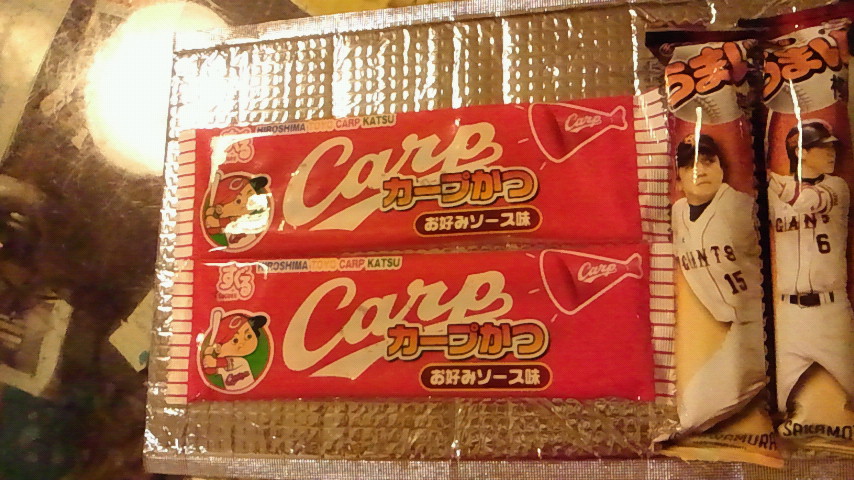 HIROSHIMA TOYO CARP KATSU
すぐる
Carp
Carp
カープかつ
お好みソース味
HIROSHIMA TOYO CARP KATSU
すぐる
Carp
Carp
カープかつ
お好みソース味
うまい
GIANTS
15
うまい
GIANTS
6
SAKAMO